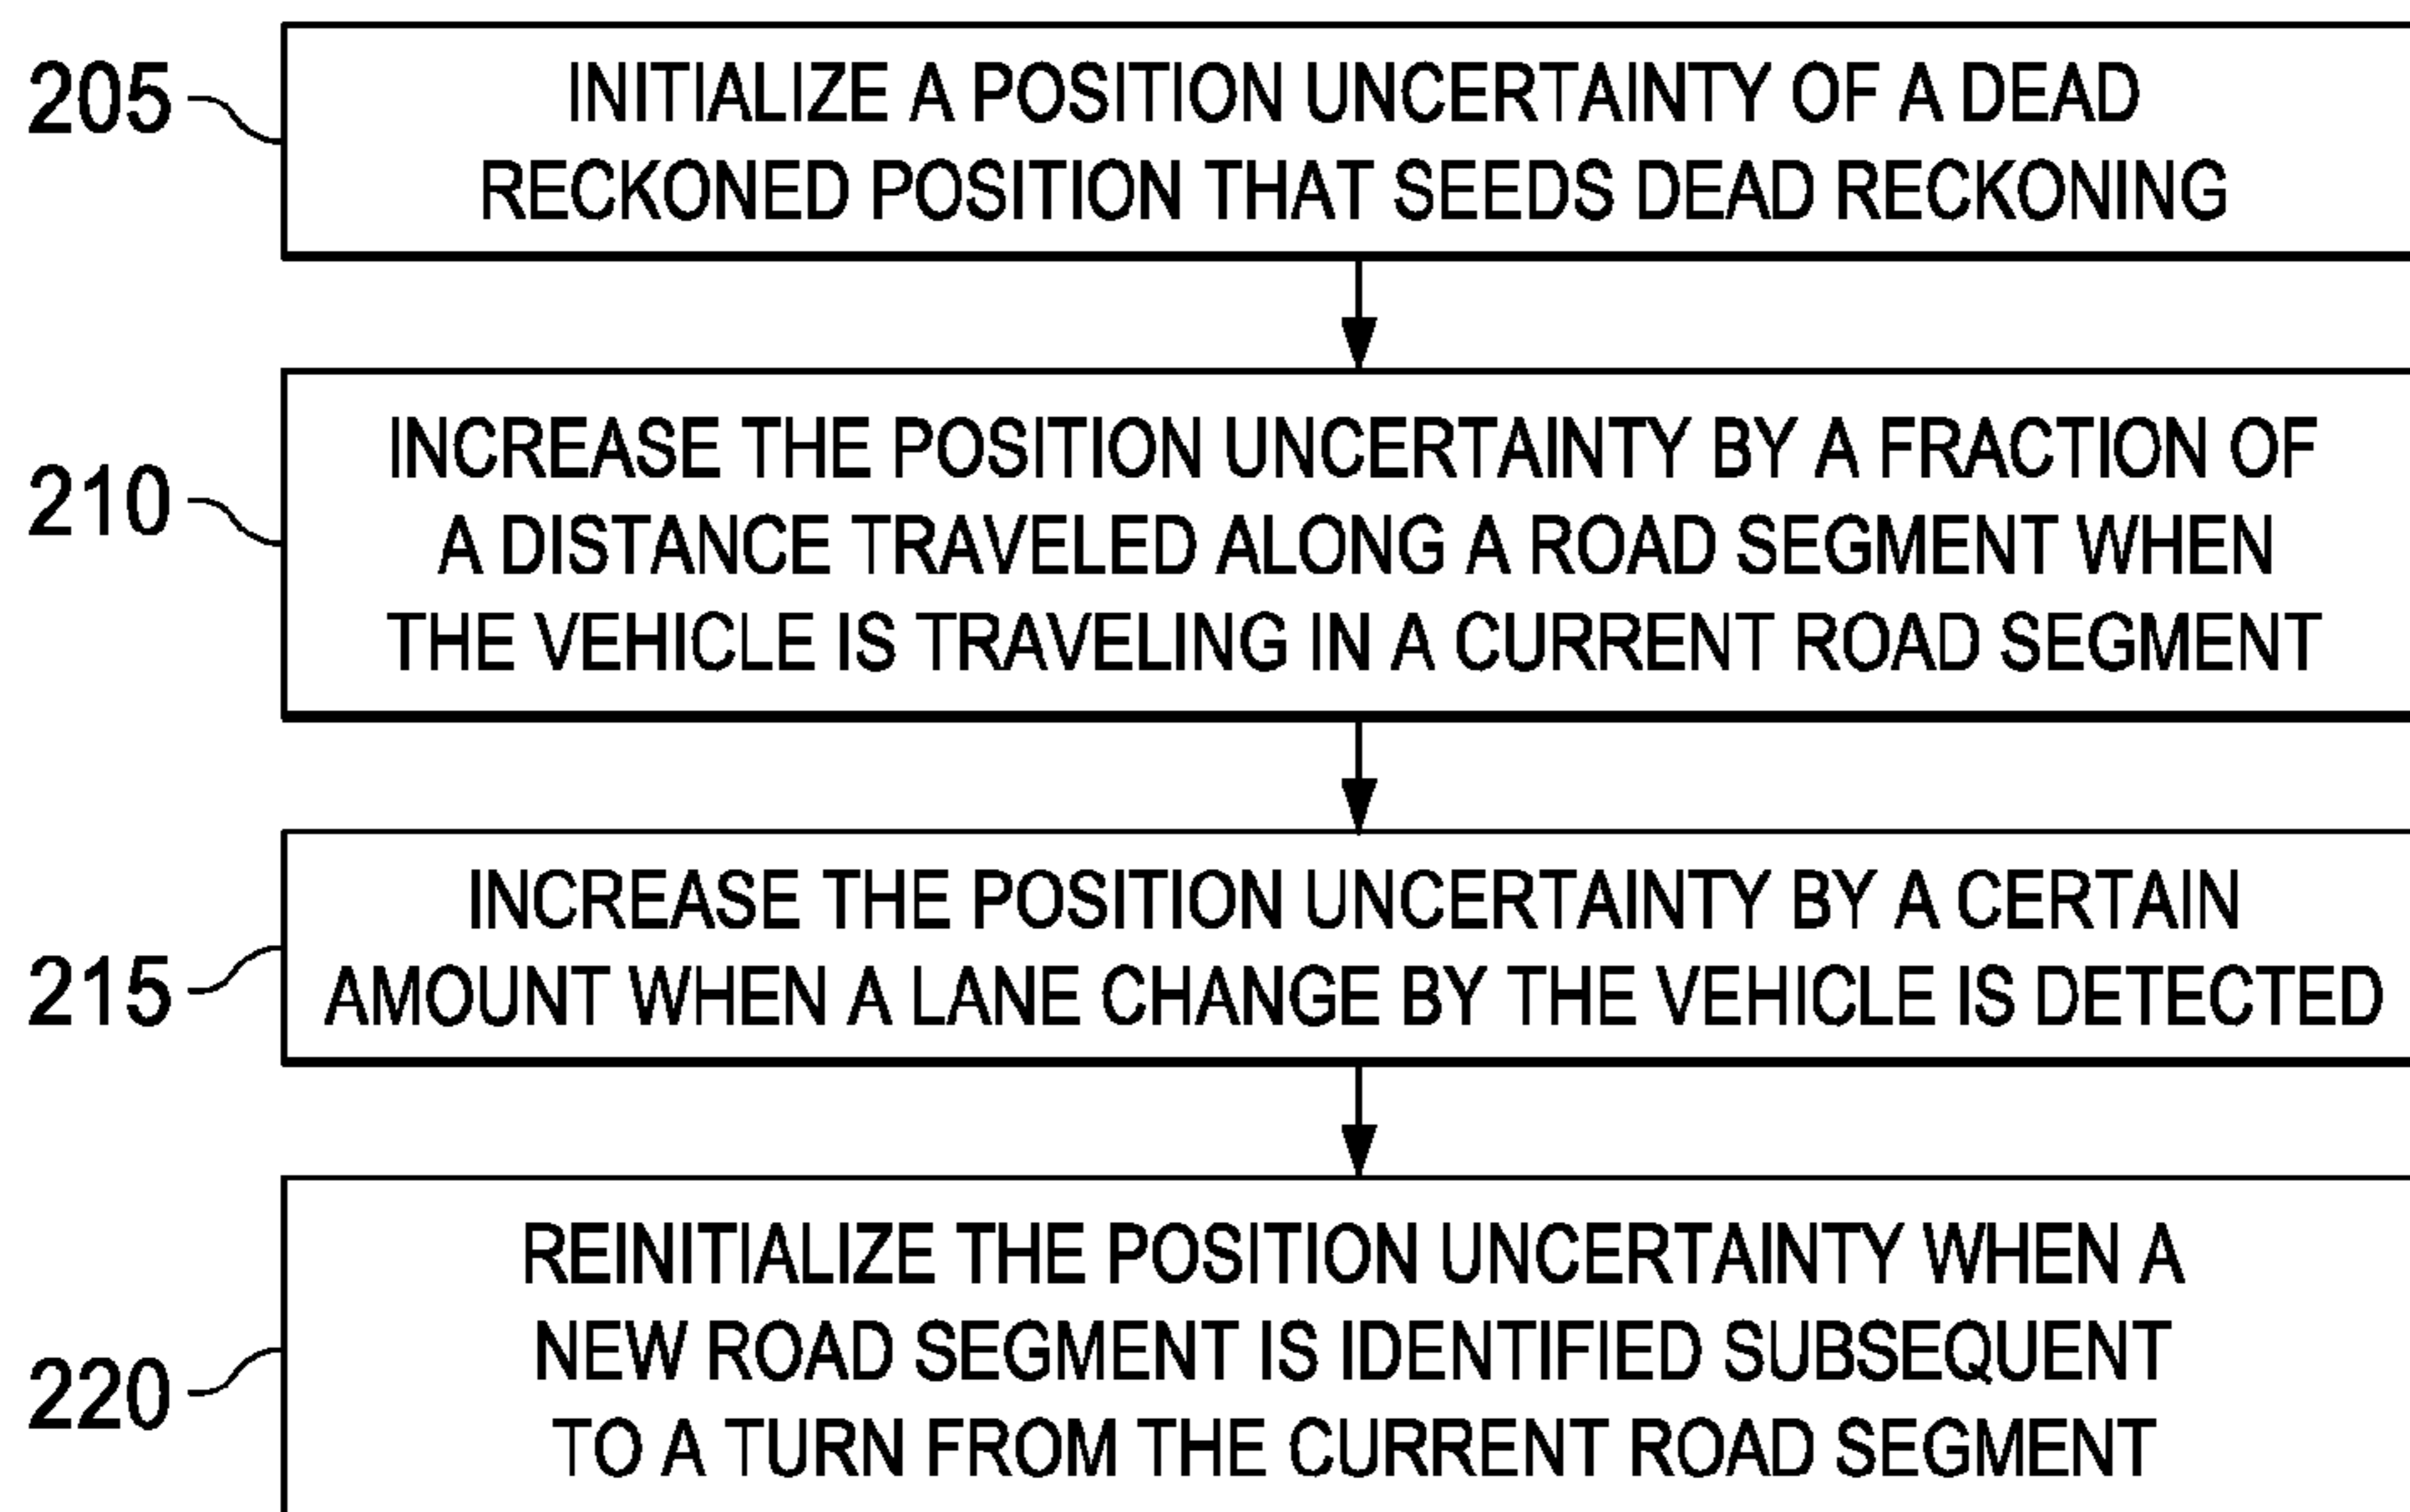 205
INITIALIZE A POSITION UNCERTAINTY OF A DEAD
RECKONED POSITION THAT SEEDS DEAD RECKONING
210
INCREASE THE POSITION UNCERTAINTY BY A FRACTION OF
A DISTANCE TRAVELED ALONG A ROAD SEGMENT WHEN
THE VEHICLE IS TRAVELING IN A CURRENT ROAD SEGMENT
215
INCREASE THE POSITION UNCERTAINTY BY A CERTAIN
AMOUNT WHEN A LANE CHANGE BY THE VEHICLE IS DETECTED
220
REINITIALIZE THE POSITION UNCERTAINTY WHEN A
NEW ROAD SEGMENT IS IDENTIFIED SUBSEQUENT
TO A TURN FROM THE CURRENT ROAD SEGMENT